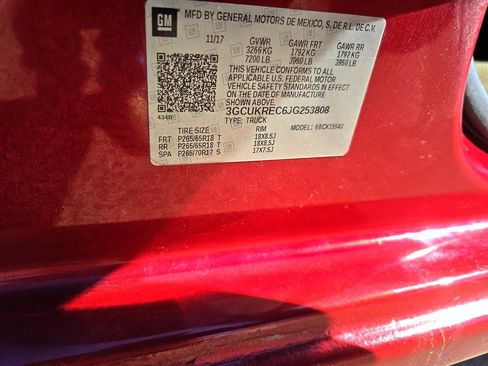 GM
MFD BY GENERAL MOTORS DE MEXICO, S. DE R.L. DE C.V.
11/17 GVWR GAWR FRT GAWR RR
3266 KG 1792 KG 1792 KG
7200 LB 3950 LB 3950 LB
THIS VEHICLE CONFORMS TO ALL
APPLICABLE U.S. FEDERAL MOTOR
VEHICLE SAFETY STANDARDS IN EFFECT
ON THE DATE OF MANUFACTURE SHOWN ABOVE.
3GCUKREC6JG253808
TYPE: TRUCK MODEL: 68CK15543
434B
TIRE SIZE RIM
FRT P265/65R18 T 18X8.5J
RR P265/65R18 T 18X8.5J
SPA P265/70R17 S 17X7.5J